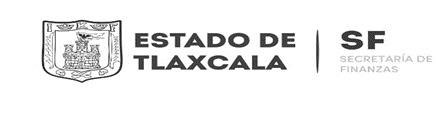 ESTADO DE
TLAXCALA
SF
SECRETARÍA DE
FINANZAS